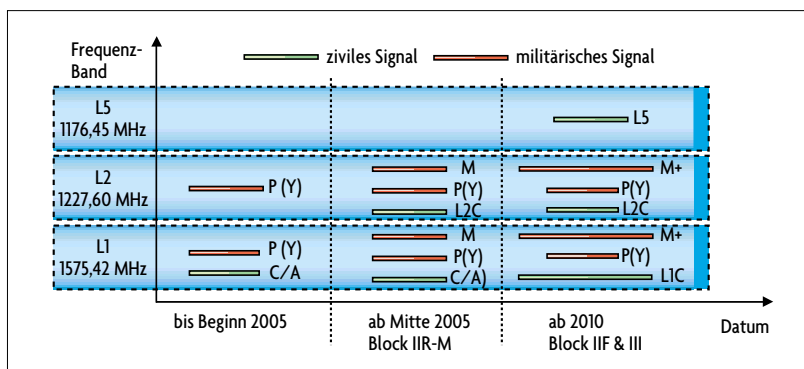 Frequenz-
Band
ziviles Signal
militärisches Signal
L5
1176,45 MHz
L5
L2
1227,60 MHz
P (Y)
M
P(Y)
L2C
M+
P(Y)
L2C
L1
1575,42 MHz
P (Y)
C/A
M
P(Y)
C/A)
M+
P(Y)
L1C
bis Beginn 2005
ab Mitte 2005
Block IIR-M
ab 2010
Block IIF & III
Datum